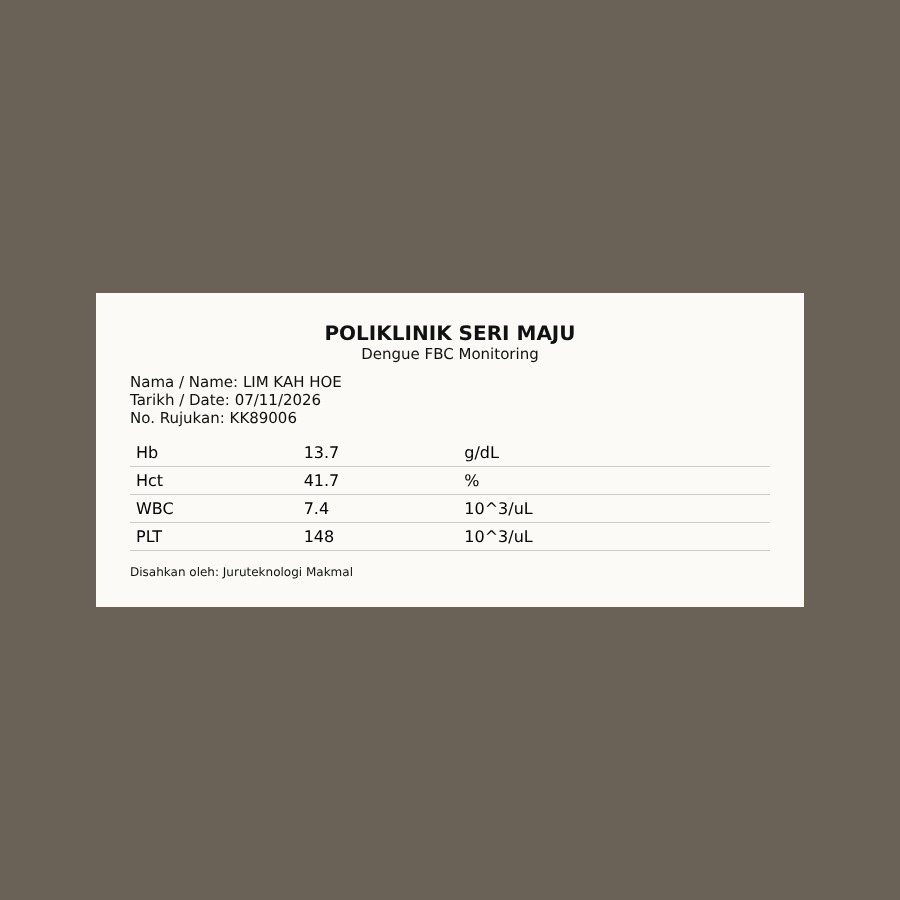 POLIKLINIK SERI MAJU
Dengue FBC Monitoring
Nama / Name: LIM KAH HOE
Tarikh / Date: 07/11/2026
No. Rujukan: KK89006
Hb 13.7 g/dL
Hct 41.7 %
WBC 7.4 10^3/uL
PLT 148 10^3/uL
Disahkan oleh: Juruteknologi Makmal